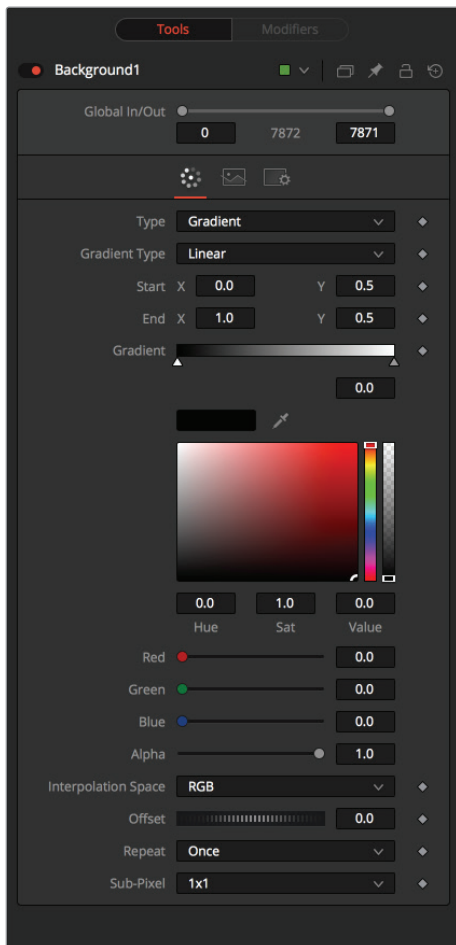 Tools Modifiers
Background1
Global In/Out
0 7872 7871
Type Gradient
Gradient Type Linear
Start X 0.0 Y 0.5
End X 1.0 Y 0.5
Gradient
0.0
0.0 1.0 0.0
Hue Sat Value
Red 0.0
Green 0.0
Blue 0.0
Alpha 1.0
Interpolation Space RGB
Offset 0.0
Repeat Once
Sub-Pixel 1x1